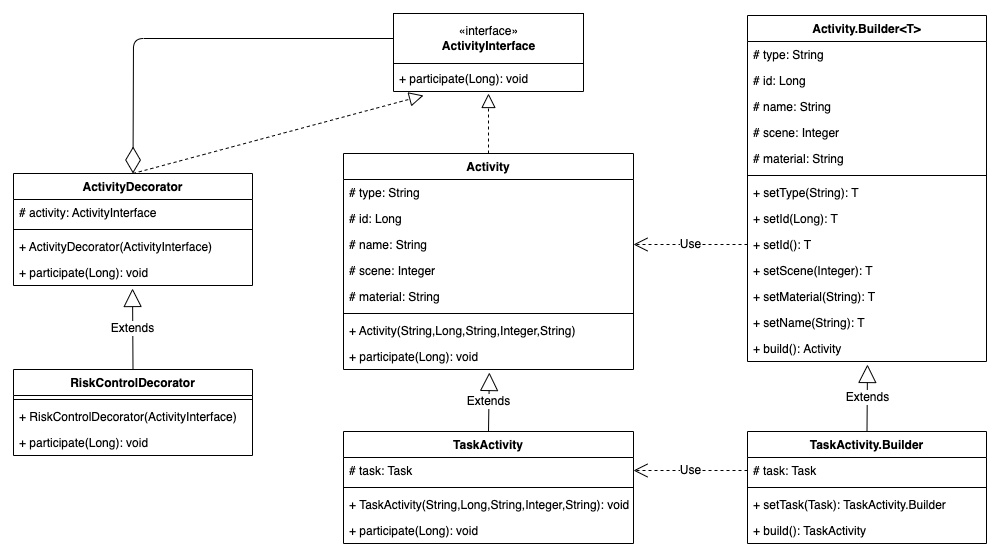 «interface»
ActivityInterface
+ participate(Long): void
Activity.Builder<T>
# type: String
# id: Long
# name: String
# scene: Integer
# material: String
+ setType(String): T
+ setId(Long): T
+ setId(): T
+ setScene(Integer): T
+ setMaterial(String): T
+ setName(String): T
+ build(): Activity
ActivityDecorator
# activity: ActivityInterface
+ ActivityDecorator(ActivityInterface)
+ participate(Long): void
Activity
# type: String
# id: Long
# name: String
# scene: Integer
# material: String
+ Activity(String,Long,String,Integer,String)
+ participate(Long): void
Use
Extends
RiskControlDecorator
+ RiskControlDecorator(ActivityInterface)
+ participate(Long): void
Extends
Extends
TaskActivity
# task: Task
+ TaskActivity(String,Long,String,Integer,String): void
+ participate(Long): void
Use
TaskActivity.Builder
# task: Task
+ setTask(Task): TaskActivity.Builder
+ build(): TaskActivity